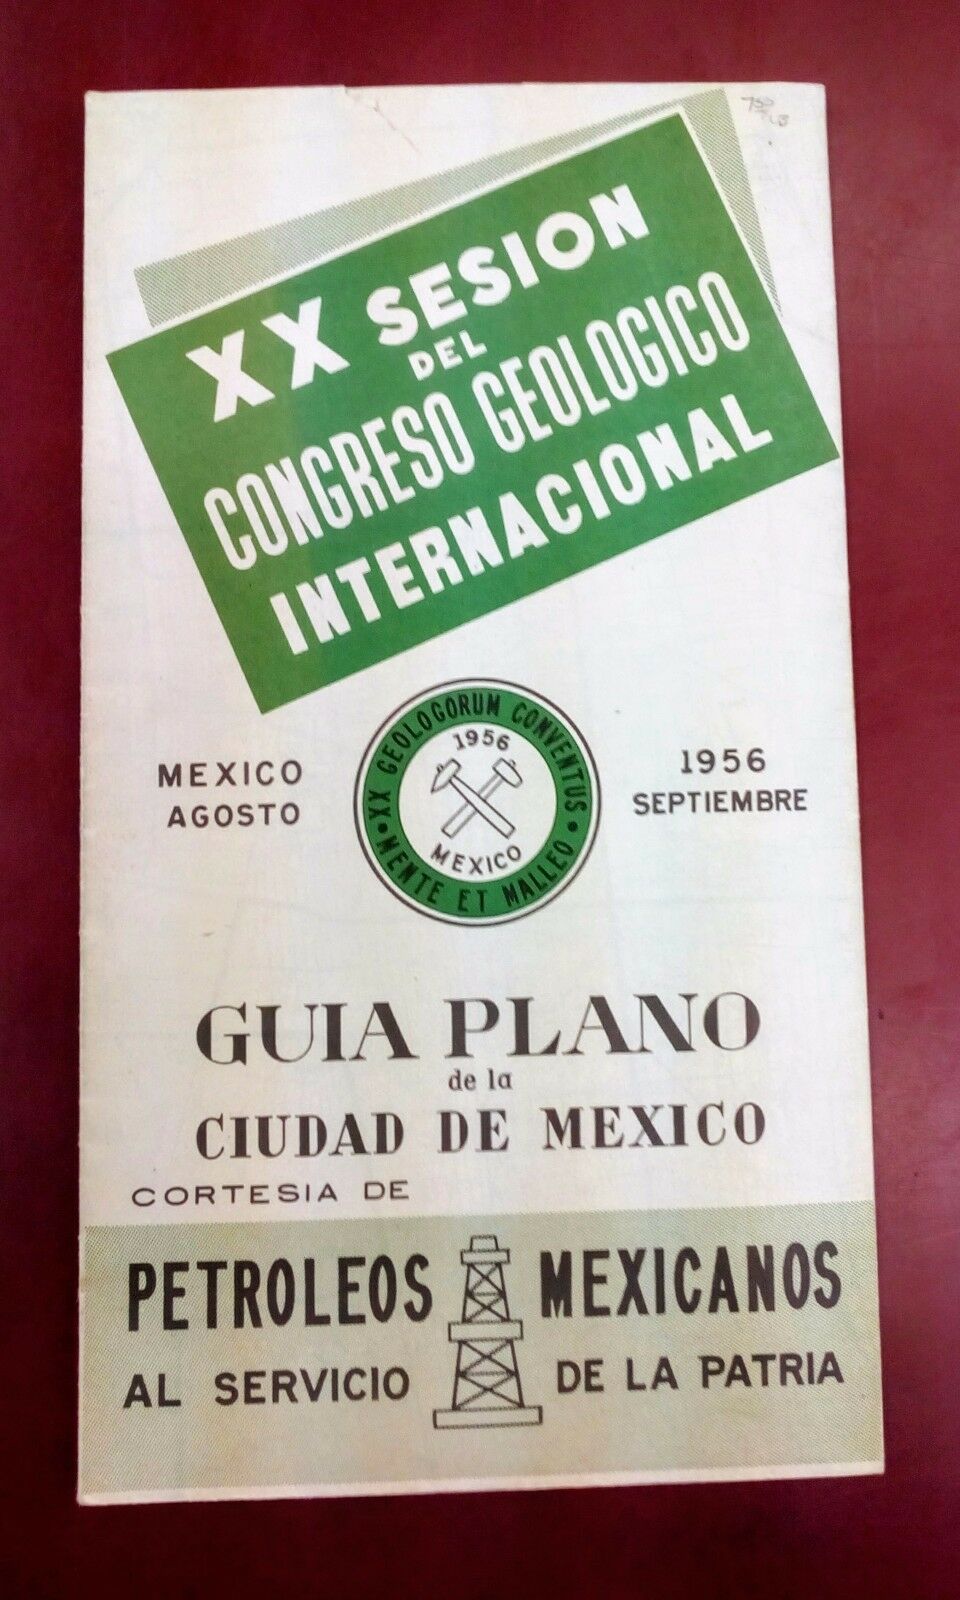 XX SESION
DEL
CONGRESO GEOLOGICO
INTERNACIONAL
MEXICO
AGOSTO
XX GEOLOGORUM CONVENTUS
1956
MEXICO
MENTE ET MALLEO
1956
SEPTIEMBRE
GUIA PLANO
de la
CIUDAD DE MEXICO
CORTESIA DE
PETROLEOS MEXICANOS
AL SERVICIO DE LA PATRIA